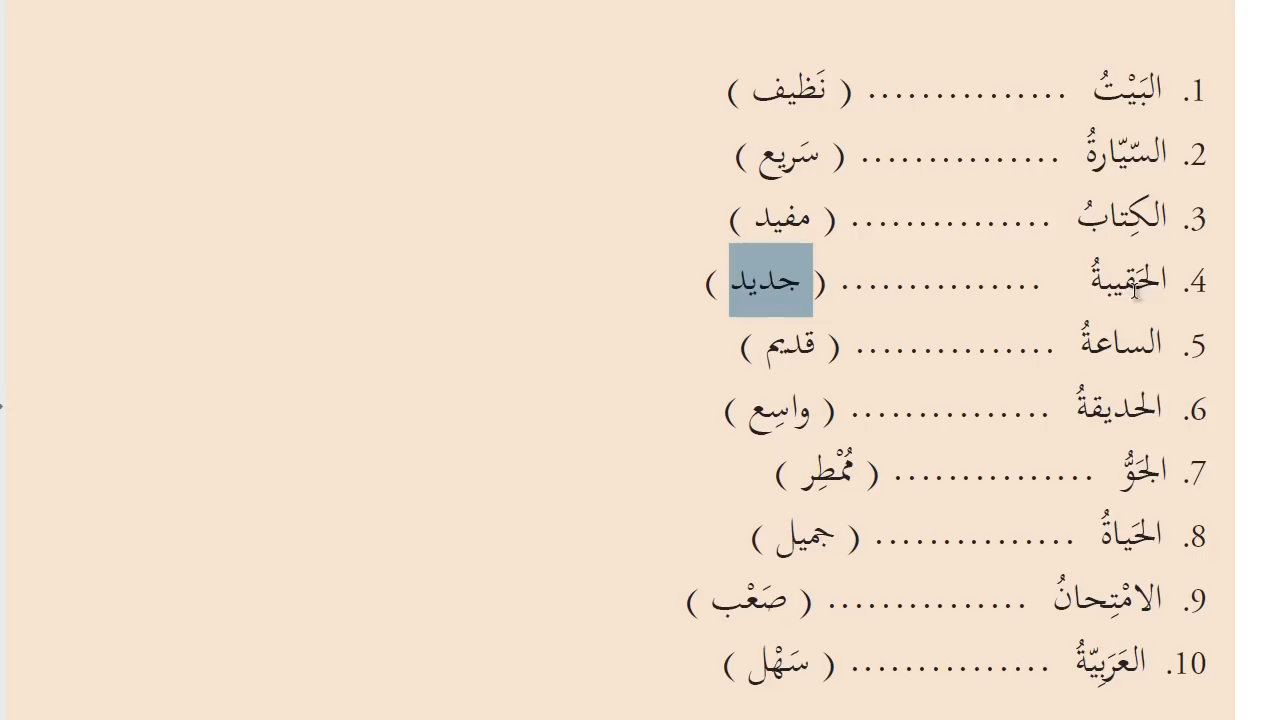 1. البَيْتُ ............... ( نَظيف )
2. السّيّارةُ ............... ( سَريع )
3. الكِتابُ ............... ( مفيد )
4. الحَقيبةُ ............... ( جديد )
5. الساعةُ ............... ( قديم )
6. الحديقةُ ............... ( واسِع )
7. الجَوُّ ............... ( مُمْطِر )
8. الحَياةُ ............... ( جميل )
9. الامْتِحانُ ............... ( صَعْب )
10. العَرَبِيّةُ ............... ( سَهْل )